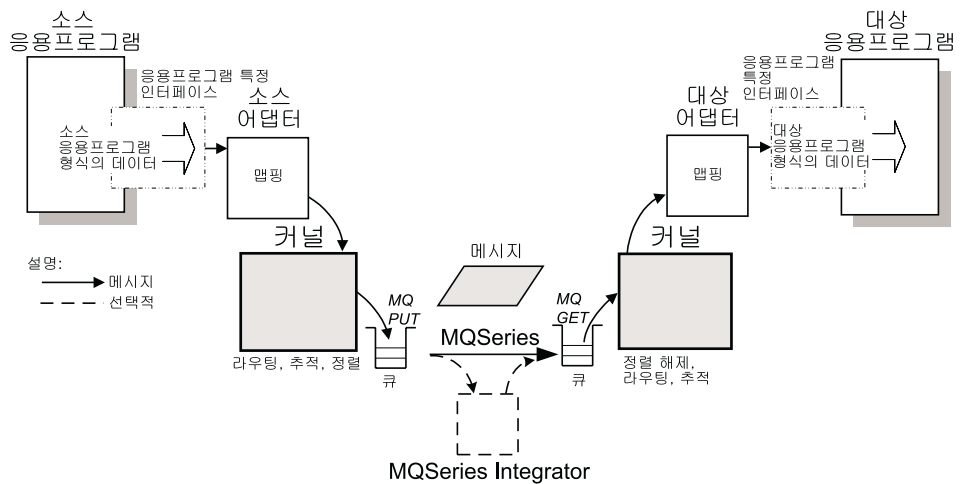 소스
응용프로그램
응용프로그램 특정
인터페이스
소스
응용프로그램
형식의 데이터
소스
어댑터
맵핑
커널
라우팅, 추적, 정렬
설명:
메시지
선택적
MQ
PUT
큐
메시지
MQSeries
MQSeries Integrator
MQ
GET
큐
커널
정렬 해제,
라우팅, 추적
대상
어댑터
맵핑
대상
응용프로그램
응용프로그램
특정
인터페이스
대상
응용프로그램
형식의 데이터